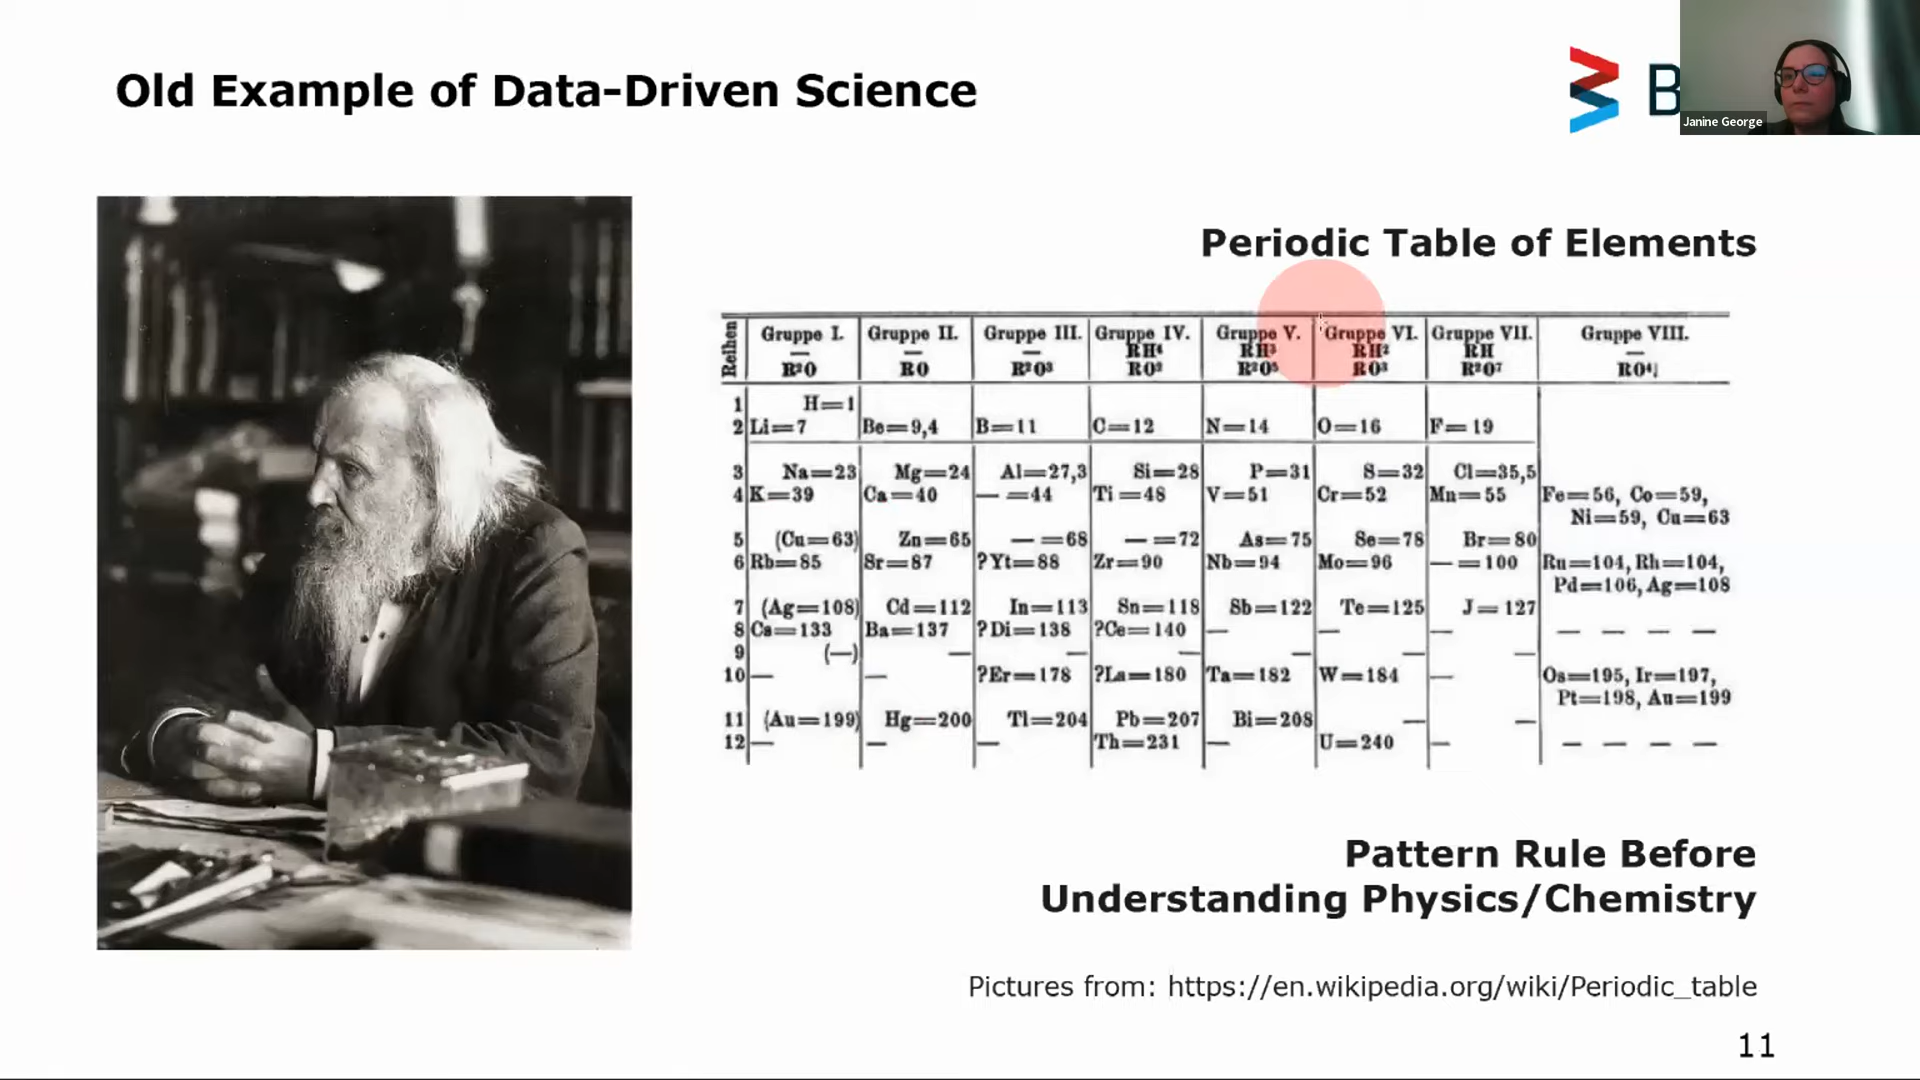 Old Example of Data-Driven Science
B
Janine George
Periodic Table of Elements
Reihen
Gruppe I. Gruppe II. Gruppe III. Gruppe IV. Gruppe V. Gruppe VI. Gruppe VII. Gruppe VIII.
— — — RH⁴ RH³ RH² RH —
R²O RO R²O³ RO² R²O⁵ RO³ R²O⁷ RO⁴
1 H=1
2 Li=7 Be=9,4 B=11 C=12 N=14 O=16 F=19
3 Na=23 Mg=24 Al=27,3 Si=28 P=31 S=32 Cl=35,5
4 K=39 Ca=40 —=44 Ti=48 V=51 Cr=52 Mn=55 Fe=56, Co=59,
Ni=59, Cu=63
5 (Cu=63) Zn=65 —=68 —=72 As=75 Se=78 Br=80
6 Rb=85 Sr=87 ?Yt=88 Zr=90 Nb=94 Mo=96 —=100 Ru=104, Rh=104,
Pd=106, Ag=108
7 (Ag=108) Cd=112 In=113 Sn=118 Sb=122 Te=125 J=127
8 Cs=133 Ba=137 ?Di=138 ?Ce=140 — — — — — — —
9 (—) — — — — — —
10 — — ?Er=178 ?La=180 Ta=182 W=184 — Os=195, Ir=197,
Pt=198, Au=199
11 (Au=199) Hg=200 Tl=204 Pb=207 Bi=208 — —
12 — — — Th=231 — U=240 — — — — —
Pattern Rule Before
Understanding Physics/Chemistry
Pictures from: https://en.wikipedia.org/wiki/Periodic_table
11